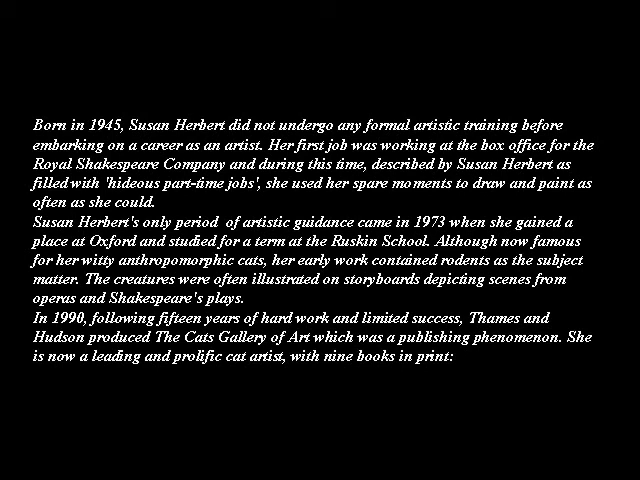 Born in 1945, Susan Herbert did not undergo any formal artistic training before
embarking on a career as an artist. Her first job was working at the box office for the
Royal Shakespeare Company and during this time, described by Susan Herbert as
filled with 'hideous part-time jobs', she used her spare moments to draw and paint as
often as she could.
Susan Herbert's only period  of artistic guidance came in 1973 when she gained a
place at Oxford and studied for a term at the Ruskin School. Although now famous
for her witty anthropomorphic cats, her early work contained rodents as the subject
matter. The creatures were often illustrated on storyboards depicting scenes from
operas and Shakespeare's plays.
In 1990, following fifteen years of hard work and limited success, Thames and
Hudson produced The Cats Gallery of Art which was a publishing phenomenon. She
is now a leading and prolific cat artist, with nine books in print: